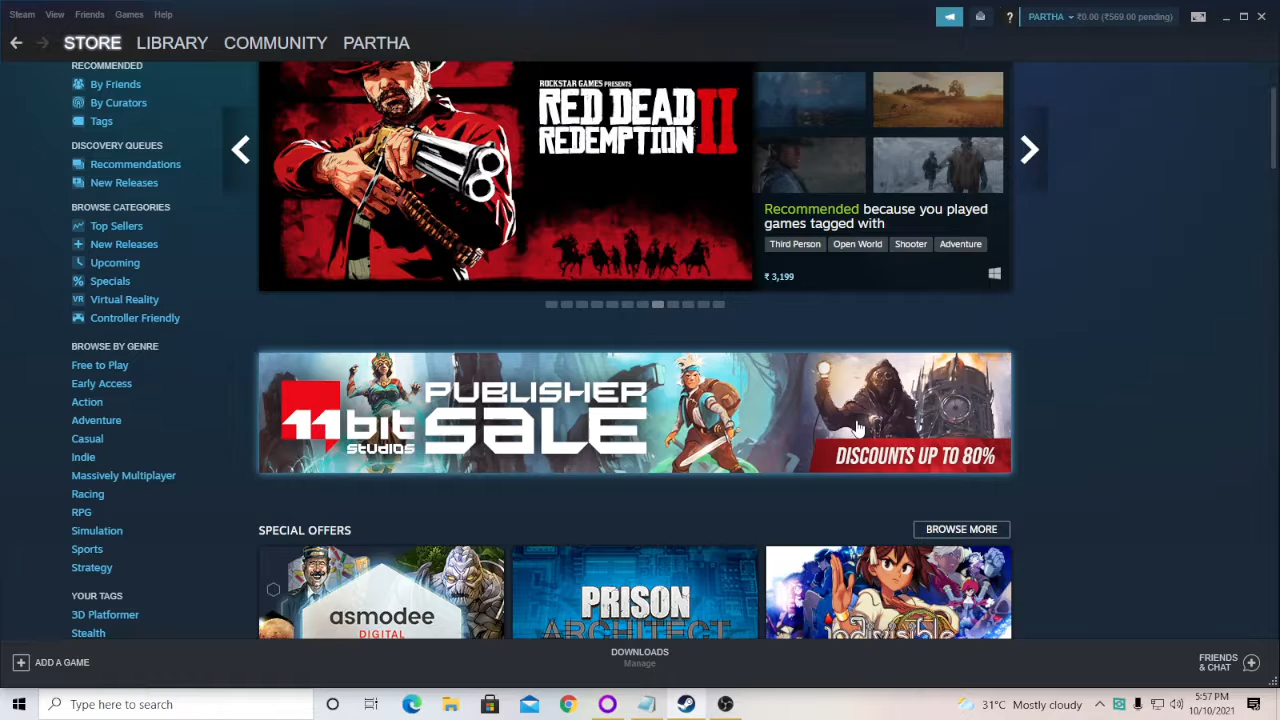 Steam View Friends Games Help
? PARTHA ₹0.00 (₹569.00 pending)
STORE LIBRARY COMMUNITY PARTHA
RECOMMENDED
By Friends
By Curators
Tags
DISCOVERY QUEUES
Recommendations
New Releases
BROWSE CATEGORIES
Top Sellers
New Releases
Upcoming
Specials
VR Virtual Reality
Controller Friendly
BROWSE BY GENRE
Free to Play
Early Access
Action
Adventure
Casual
Indie
Massively Multiplayer
Racing
RPG
Simulation
Sports
Strategy
YOUR TAGS
3D Platformer
Stealth
ROCKSTAR GAMES PRESENTS
RED DEAD
REDEMPTION II
Recommended because you played
games tagged with
Third Person Open World Shooter Adventure
₹ 3,199
11 bit studios
PUBLISHER
SALE
DISCOUNTS UP TO 80%
SPECIAL OFFERS
BROWSE MORE
asmodee
DIGITAL
PRISON
ARCHITECT
Indivisible
ADD A GAME
DOWNLOADS
Manage
FRIENDS
& CHAT
Type here to search
31°C Mostly cloudy
5:57 PM
10/10/2021